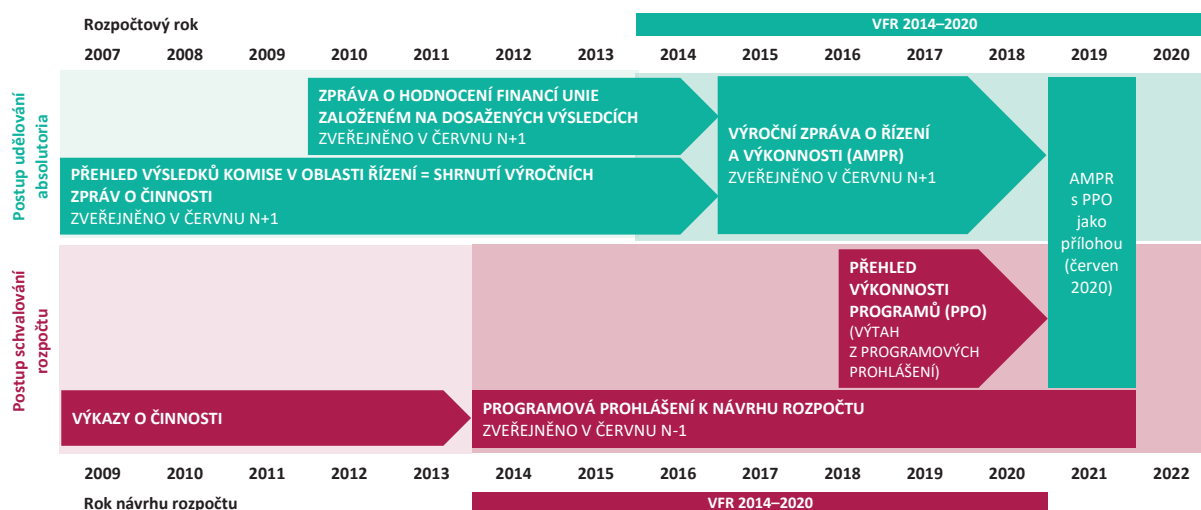 Rozpočtový rok
VFR 2014–2020
2007 2008 2009 2010 2011 2012 2013 2014 2015 2016 2017 2018 2019 2020
Postup udělování
absolutoria
ZPRÁVA O HODNOCENÍ FINANCÍ UNIE
ZALOŽENÉM NA DOSAŽENÝCH VÝSLEDCÍCH
ZVEŘEJNĚNO V ČERVNU N+1
PŘEHLED VÝSLEDKŮ KOMISE V OBLASTI ŘÍZENÍ = SHRNUTÍ VÝROČNÍCH
ZPRÁV O ČINNOSTI
ZVEŘEJNĚNO V ČERVNU N+1
VÝROČNÍ ZPRÁVA O ŘÍZENÍ
A VÝKONNOSTI (AMPR)
ZVEŘEJNĚNO V ČERVNU N+1
AMPR
s PPO
jako
přílohou
(červen
2020)
Postup schvalování
rozpočtu
PŘEHLED
VÝKONNOSTI
PROGRAMŮ (PPO)
(VÝTAH
Z PROGRAMOVÝCH
PROHLÁŠENÍ)
VÝKAZY O ČINNOSTI
PROGRAMOVÁ PROHLÁŠENÍ K NÁVRHU ROZPOČTU
ZVEŘEJNĚNO V ČERVNU N-1
2009 2010 2011 2012 2013 2014 2015 2016 2017 2018 2019 2020 2021 2022
Rok návrhu rozpočtu
VFR 2014–2020